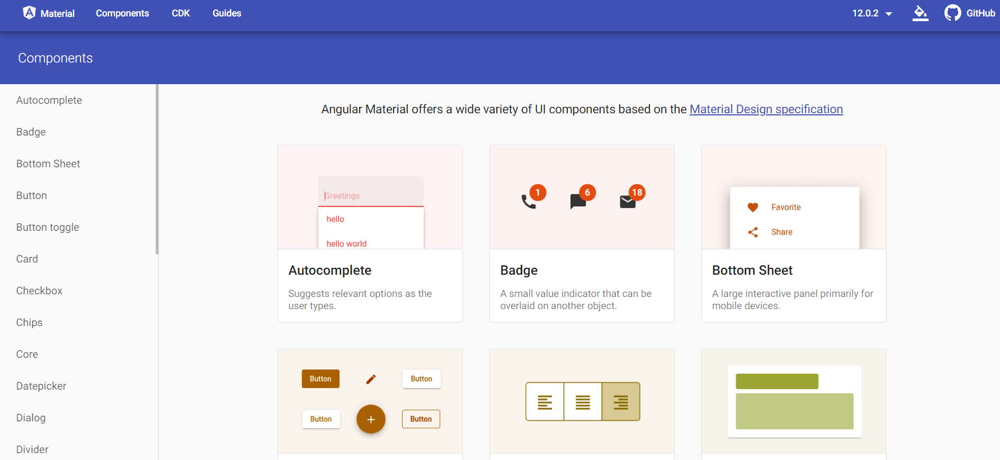 Material Components CDK Guides 12.0.2 GitHub
Components
Autocomplete
Badge
Bottom Sheet
Button
Button toggle
Card
Checkbox
Chips
Core
Datepicker
Dialog
Divider
Angular Material offers a wide variety of UI components based on the Material Design specification
Greetings
hello
hello world
Autocomplete
Suggests relevant options as the
user types.
1 6 18
Badge
A small value indicator that can be
overlaid on another object.
Favorite
Share
Bottom Sheet
A large interactive panel primarily for
mobile devices.
Button Button
Button + Button